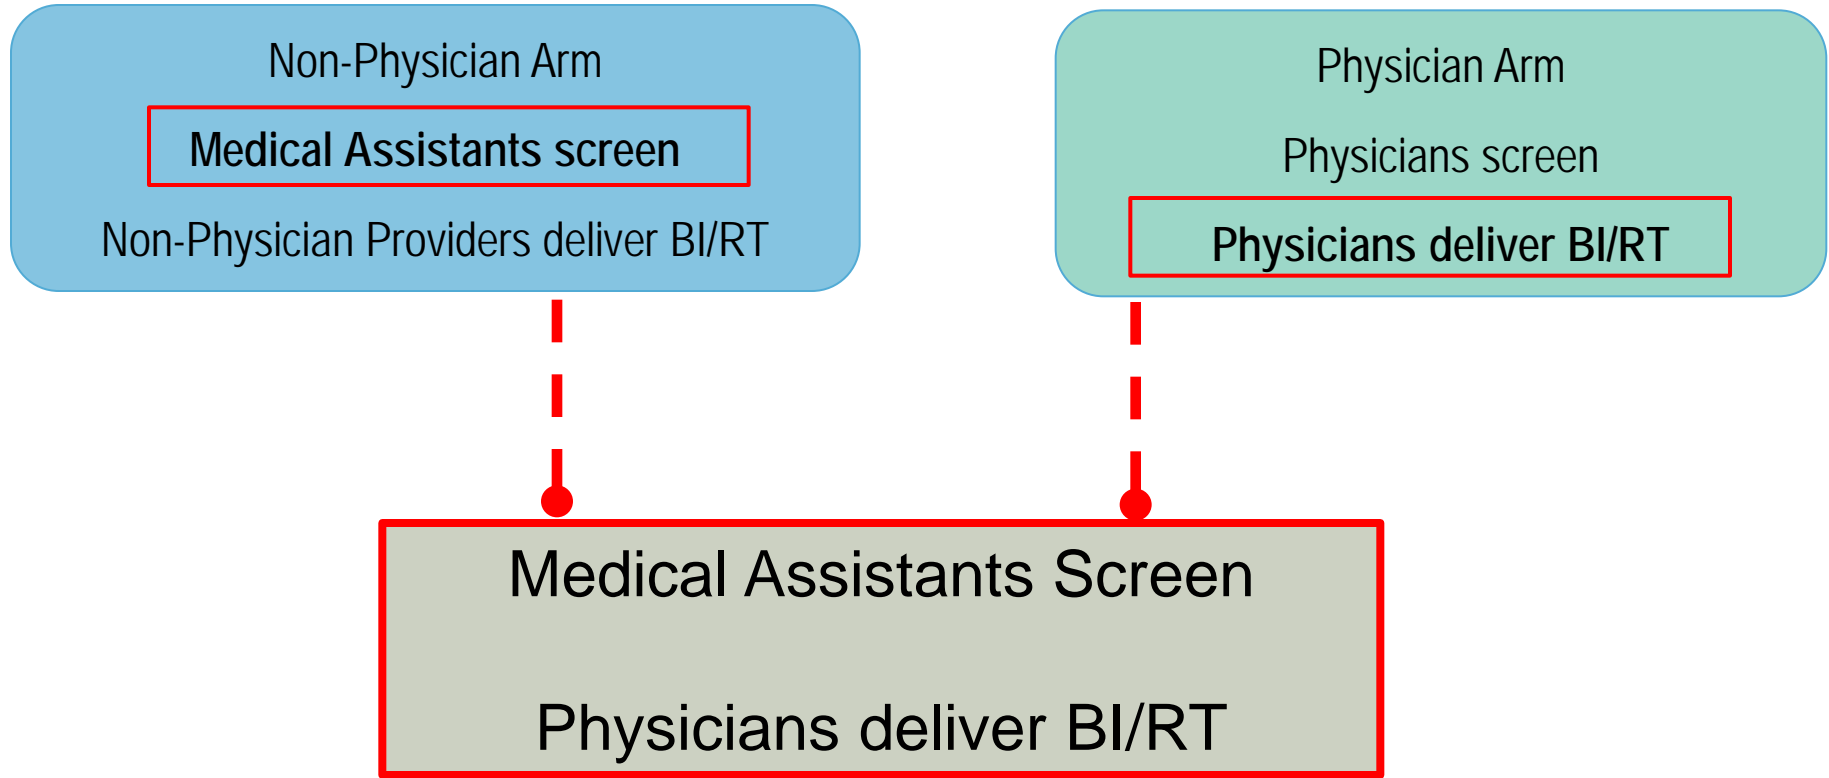 Non-Physician Arm
Medical Assistants screen
Non-Physician Providers deliver BI/RT
Physician Arm
Physicians screen
Physicians deliver BI/RT
Medical Assistants Screen
Physicians deliver BI/RT